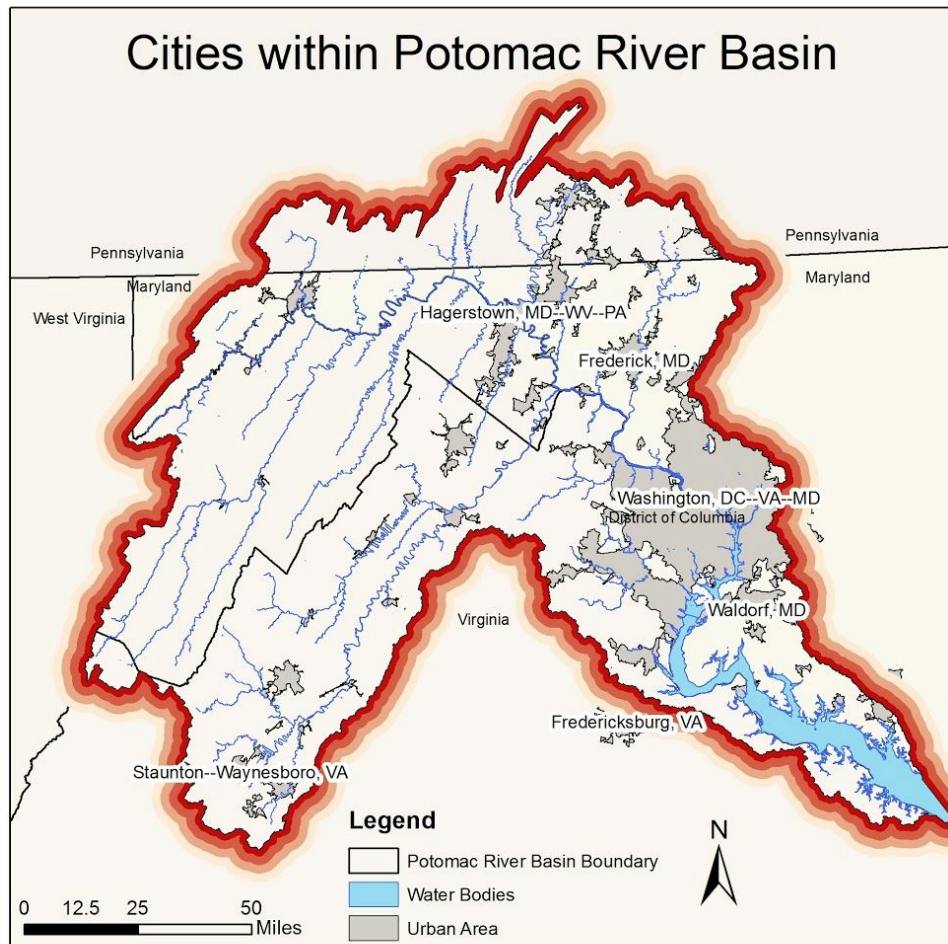 Cities within Potomac River Basin
Pennsylvania
Pennsylvania
Maryland
Maryland
West Virginia
Hagerstown, MD--WV--PA
Frederick, MD
Washington, DC--VA--MD
District of Columbia
Waldorf, MD
Virginia
Fredericksburg, VA
Staunton--Waynesboro, VA
Legend
Potomac River Basin Boundary
Water Bodies
Urban Area
N
0 12.5 25 50
Miles